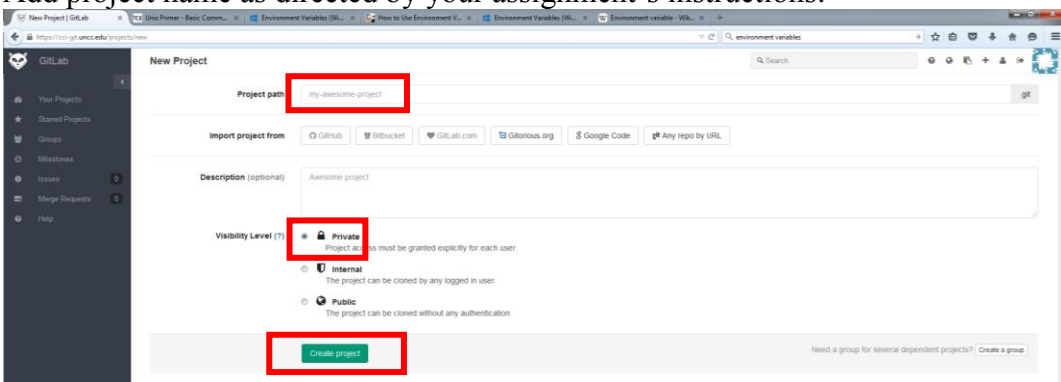 Add project name as directed by your assignment's instructions.
New Project | GitLab
Unix Primer - Basic Comm...
Environment Variables (Wi...
How to Use Environment V...
Environment Variables (Wi...
Environment variable - Wik...
https://cci-git.uncc.edu/projects/new
environment variables
GitLab
New Project
Search
Your Projects
Starred Projects
Groups
Milestones
Issues 0
Merge Requests 0
Help
Project path
my-awesome-project
.git
Import project from
GitHub
Bitbucket
GitLab.com
Gitorious.org
Google Code
Any repo by URL
Description (optional)
Awesome project
Visibility Level (?)
Private
Project access must be granted explicitly for each user.
Internal
The project can be cloned by any logged in user.
Public
The project can be cloned without any authentication.
Create project
Need a group for several dependent projects? Create a group